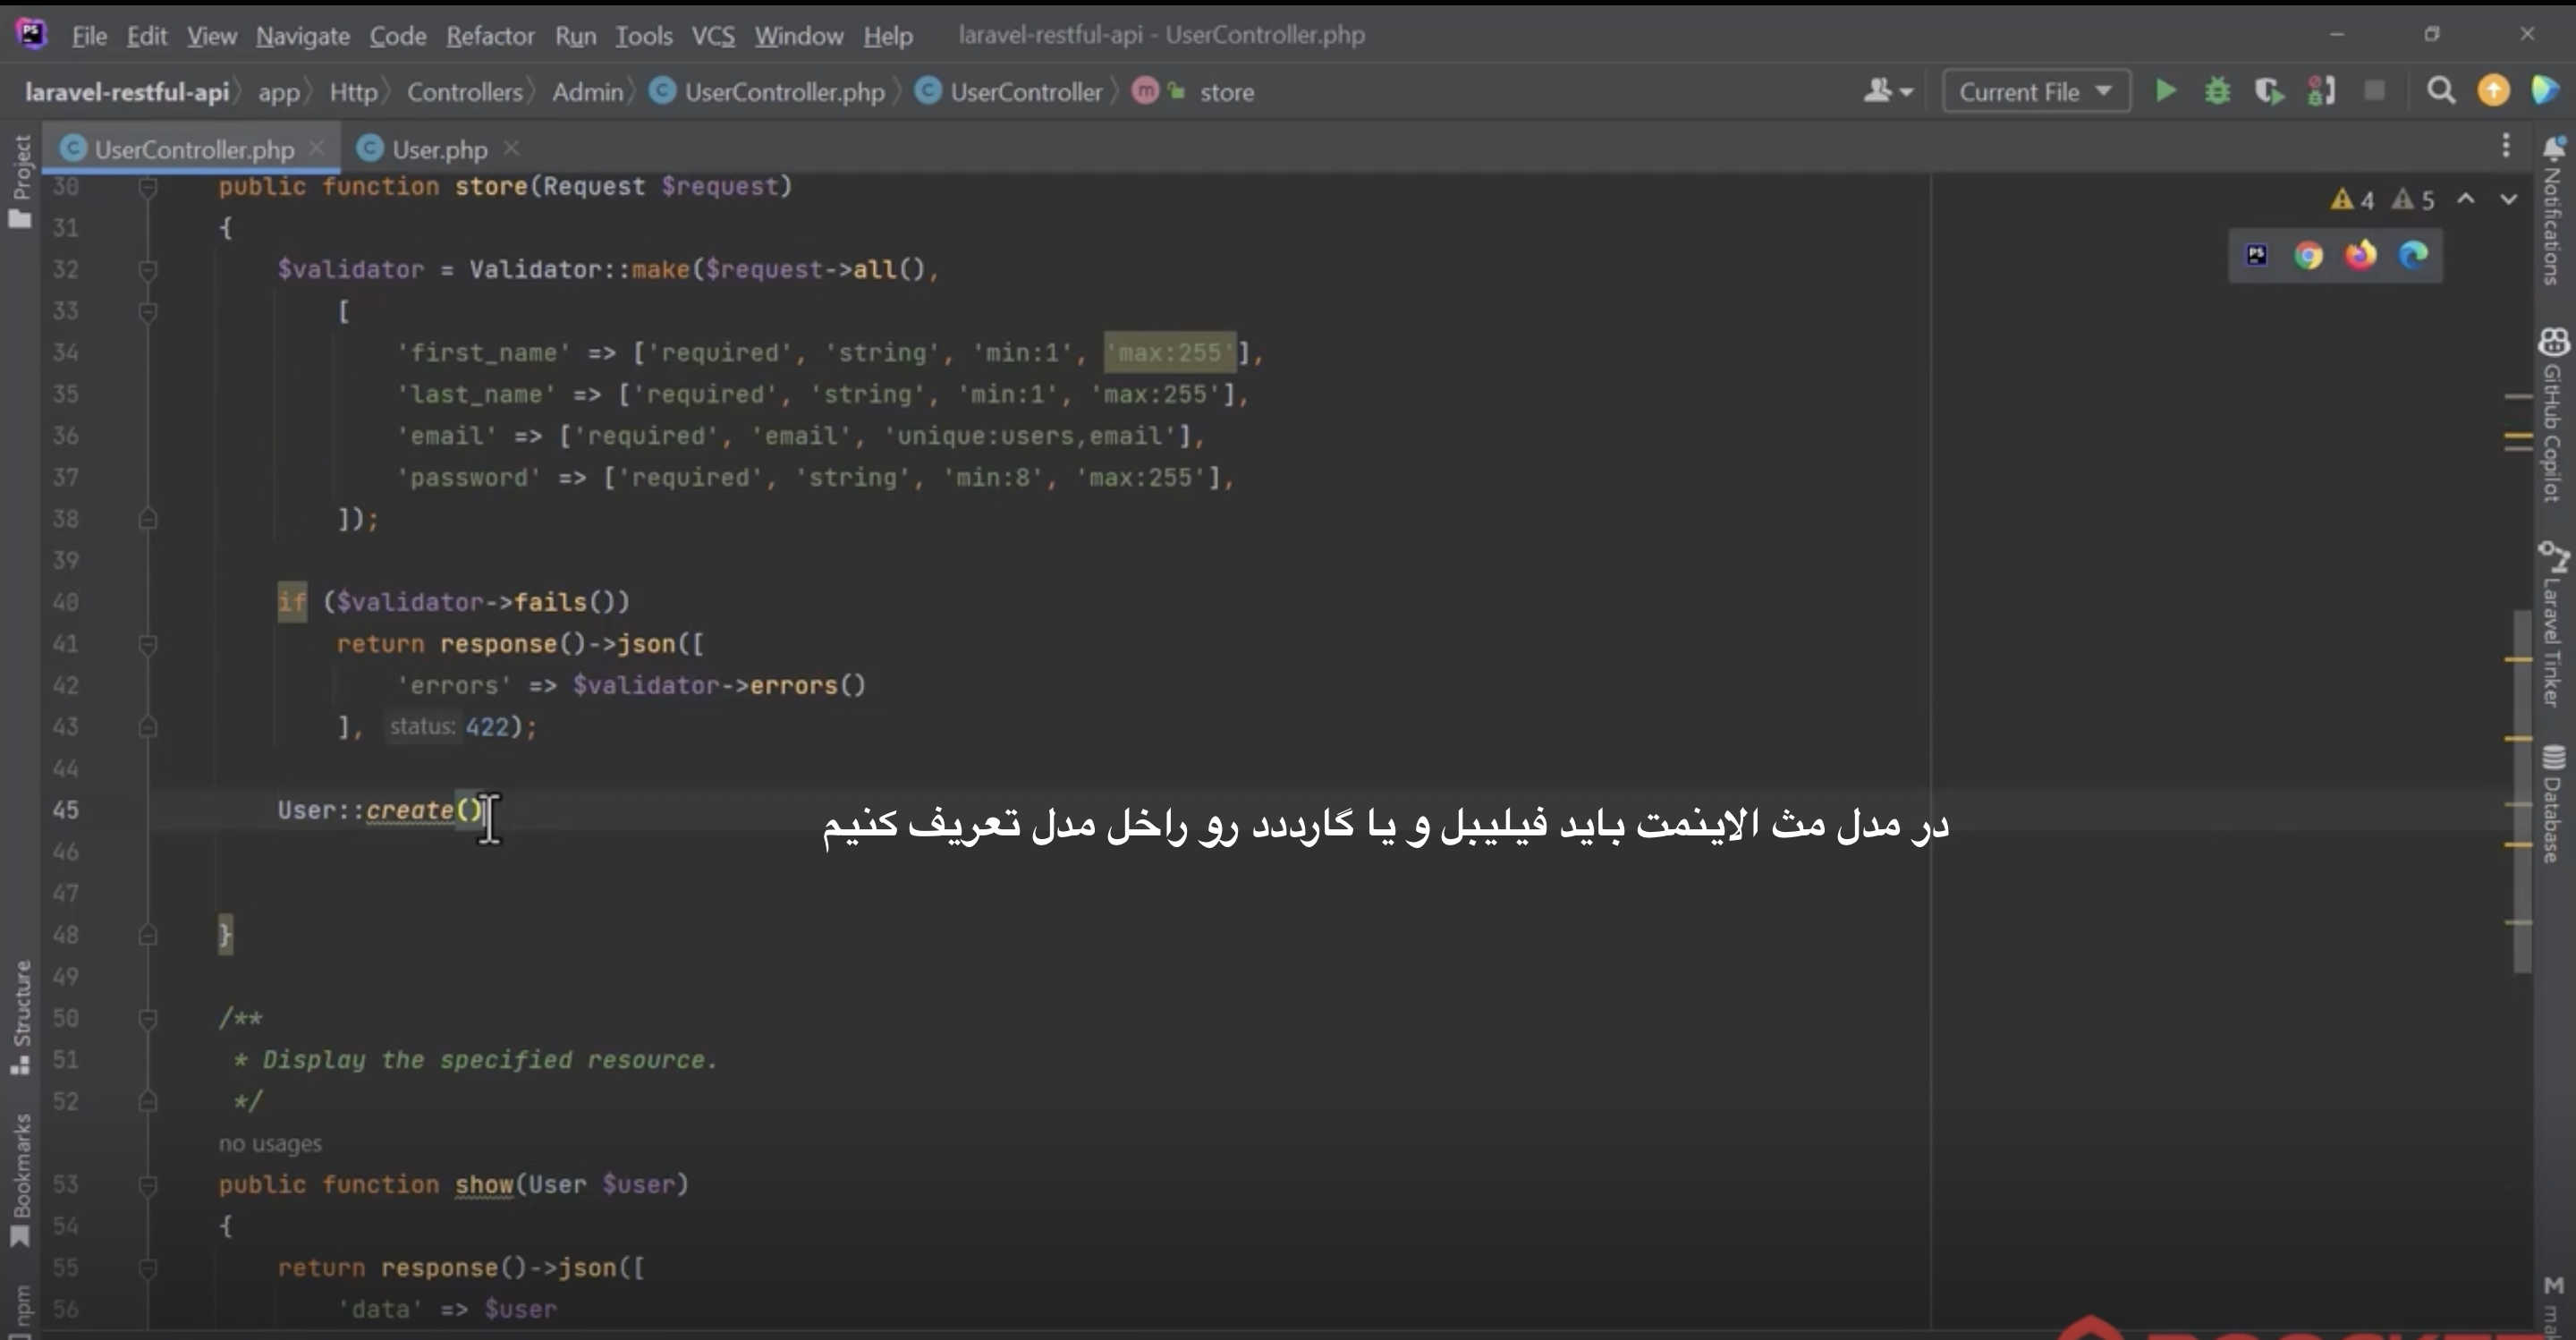 PS File Edit View Navigate Code Refactor Run Tools VCS Window Help laravel-restful-api - UserController.php
laravel-restful-api app Http Controllers Admin UserController.php UserController store Current File
UserController.php User.php
4 5
30 public function store(Request $request)
31 {
32 $validator = Validator::make($request->all(),
33 [
34 'first_name' => ['required', 'string', 'min:1', 'max:255'],
35 'last_name' => ['required', 'string', 'min:1', 'max:255'],
36 'email' => ['required', 'email', 'unique:users,email'],
37 'password' => ['required', 'string', 'min:8', 'max:255'],
38 ]);
39
40 if ($validator->fails())
41 return response()->json([
42 'errors' => $validator->errors()
43 ], status: 422);
44
45 User::create()
در مدل مث الاینمت باید فیلیبل و یا گارددد رو راخل مدل تعریف کنیم
46
47
48 }
49
50 /**
51 * Display the specified resource.
52 */
no usages
53 public function show(User $user)
54 {
55 return response()->json([
56 'data' => $user
Project
Structure
Bookmarks
npm
Notifications
GitHub Copilot
Laravel Tinker
Database
M